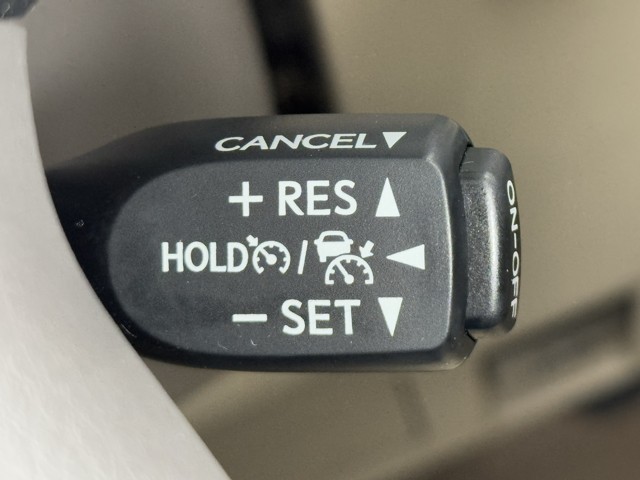 CANCEL▼
+ RES ▲
HOLD / ◀
− SET ▼
ON-OFF